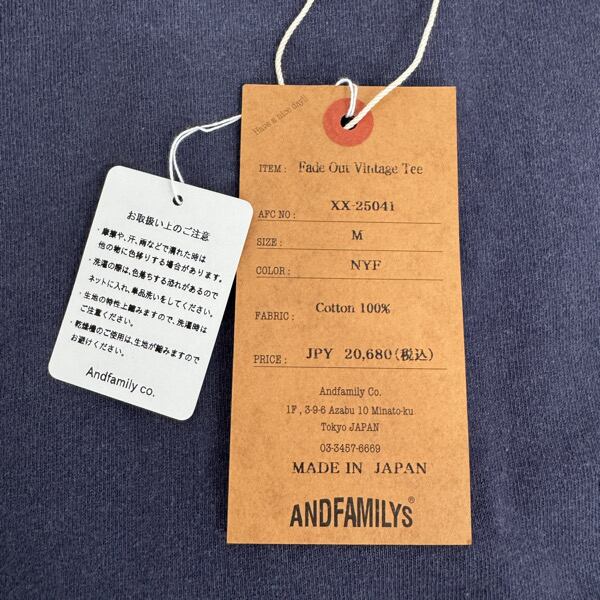 お取扱い上のご注意
・摩擦や、汗、雨などで濡れた時は
他の物に色移りする場合があります。
・洗濯の際は、色落ちする恐れがあるので
ネットに入れ、単品洗いをしてください。
・生地の特性上縮みますので、洗濯時は
ご注意ください。
・乾燥機のご使用は、生地が縮みますので
お避けください。
Andfamily co.
Have a nice day!!
ITEM : Fade Out Vintage Tee
AFC NO : XX-25041
SIZE : M
COLOR : NYF
FABRIC : Cotton 100%
PRICE : JPY 20,680(税込)
Andfamily Co.
1F , 3-9-6 Azabu 10 Minato-ku
Tokyo JAPAN
03-3457-6669
MADE IN JAPAN
ANDFAMILYS®